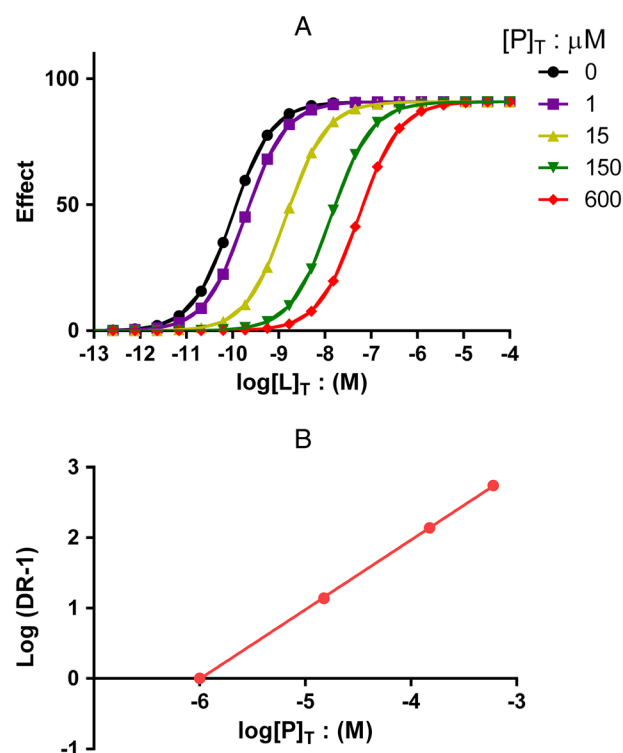 A
[P]T : μM
0
1
15
150
600
100
50
0
Effect
-13 -12 -11 -10 -9 -8 -7 -6 -5 -4
log[L]T : (M)
B
3
2
1
0
-1
Log (DR-1)
-6 -5 -4 -3
log[P]T : (M)